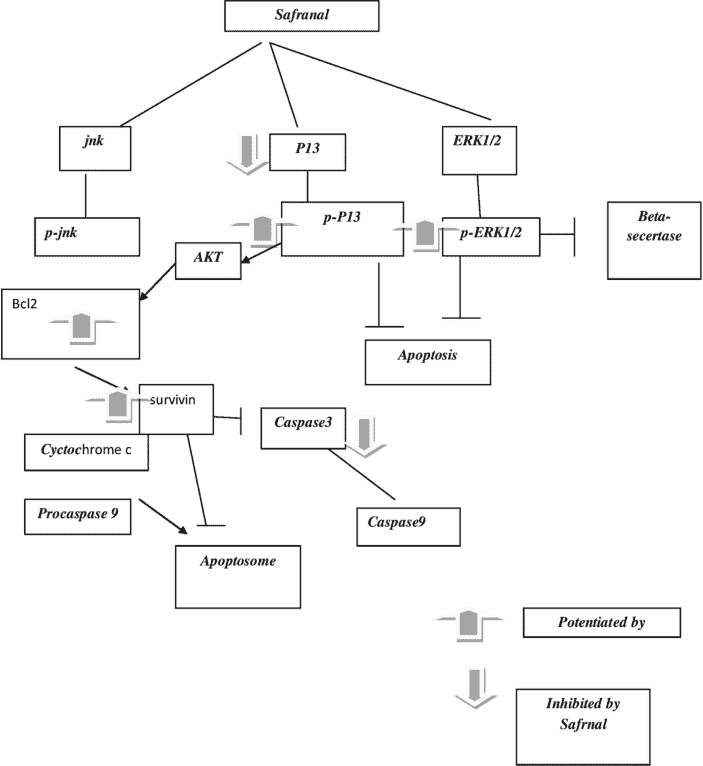 Safranal
jnk
P13
ERK1/2
p-jnk
p-P13
p-ERK1/2
Beta-
secertase
AKT
Bcl2
Apoptosis
survivin
Caspase3
Cyctochrome c
Procaspase 9
Caspase9
Apoptosome
Potentiated by
Inhibited by
Safrnal